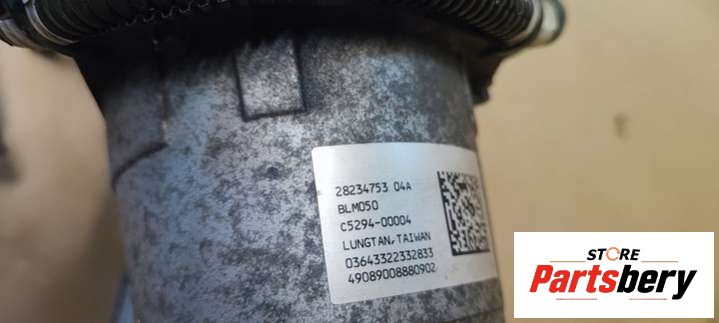 28234753 04A
BLM050
C5294-00004
LUNGTAN, TAIWAN
03643322332833
49089008880902
STORE
Partsbery